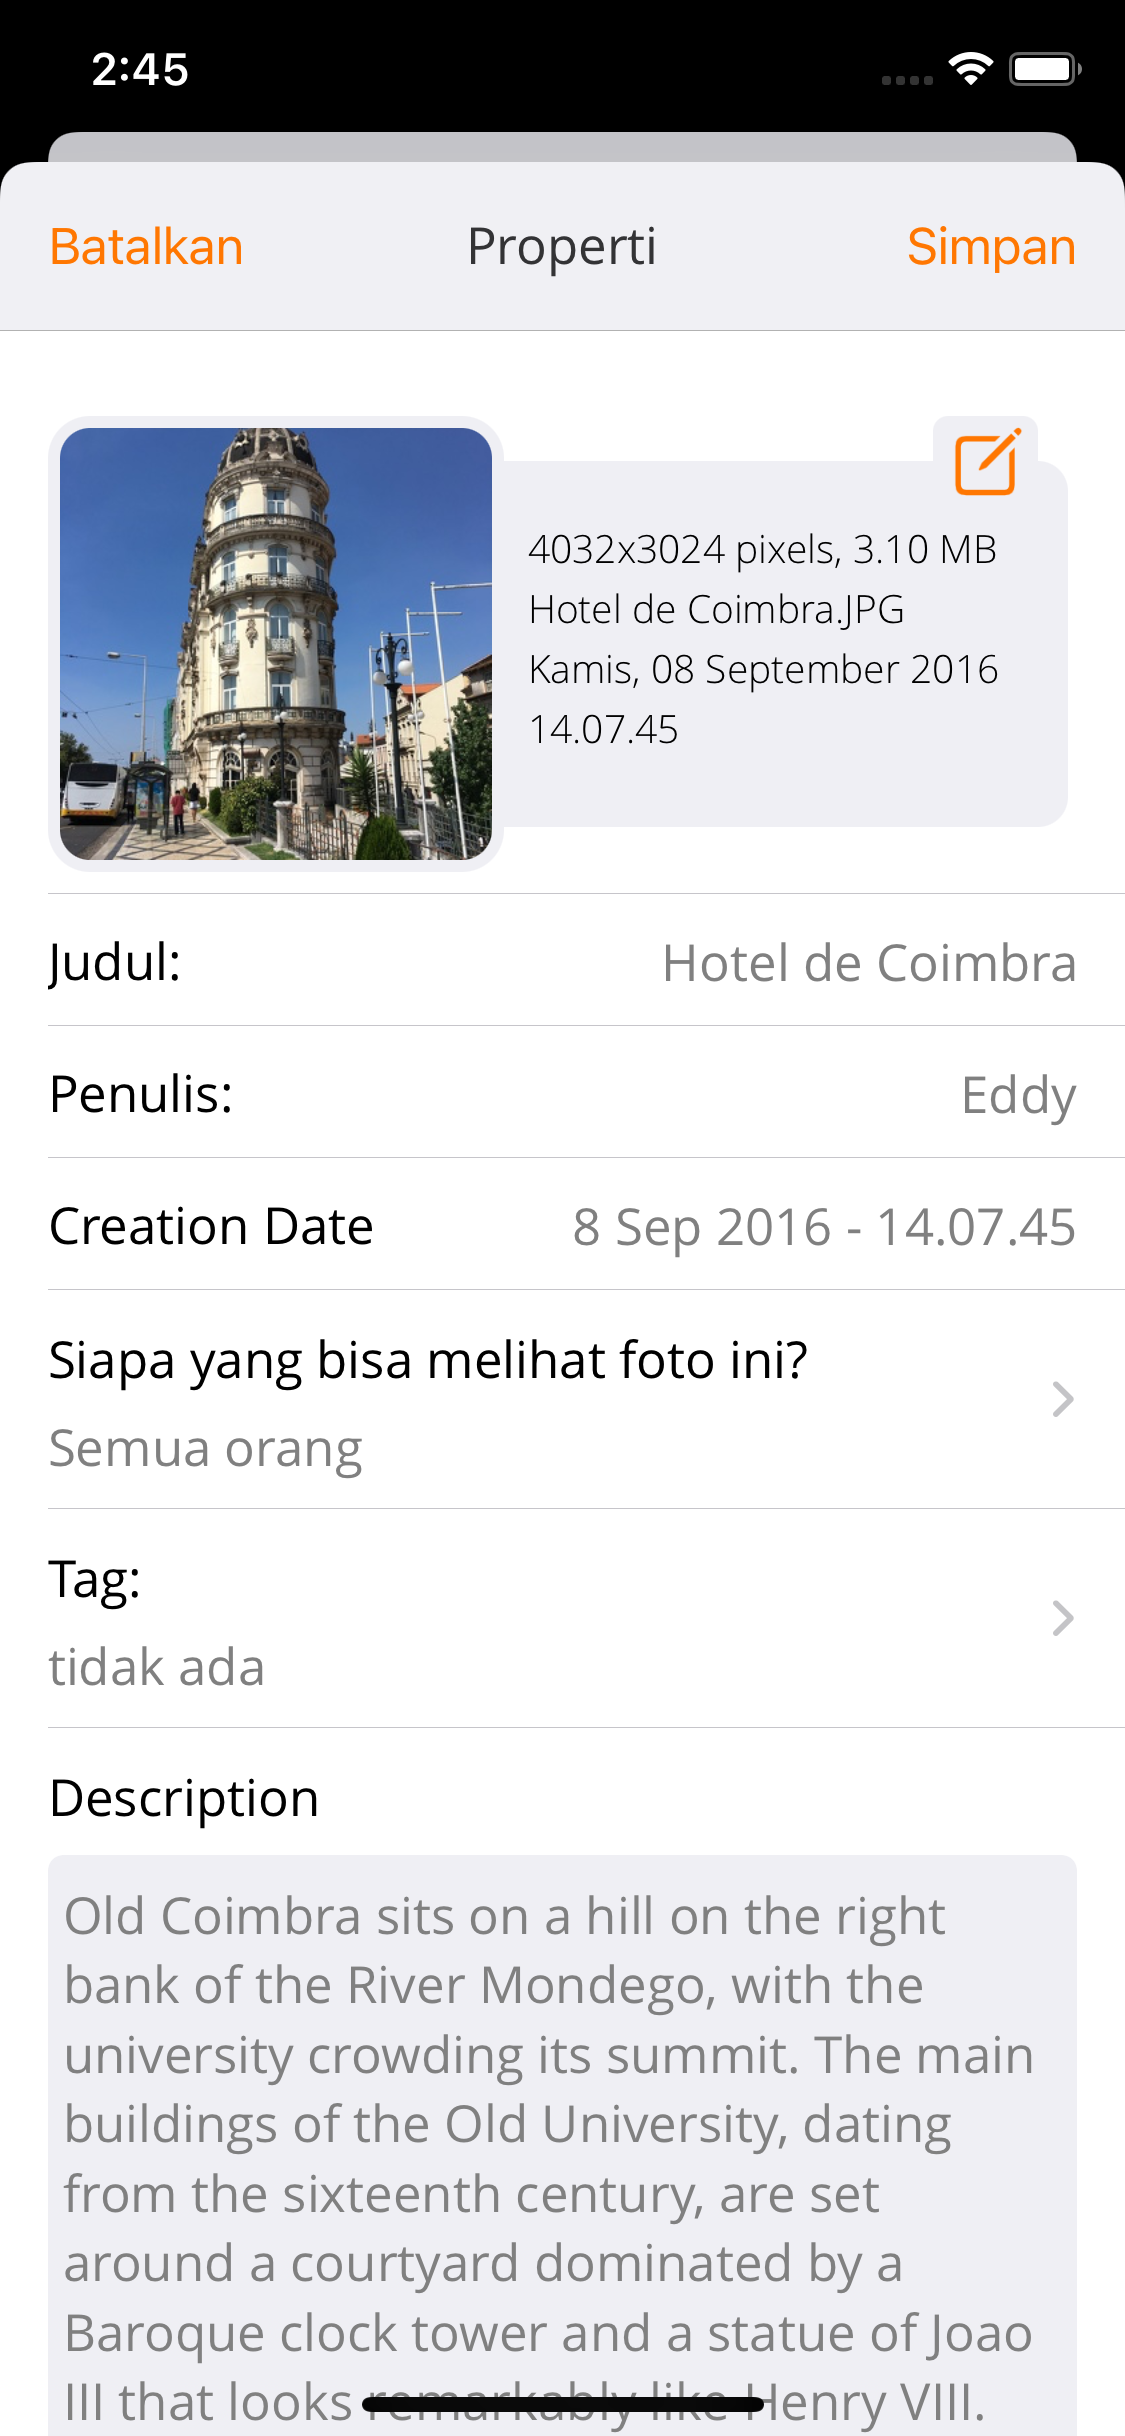 2:45
Batalkan
Properti
Simpan
4032x3024 pixels, 3.10 MB
Hotel de Coimbra.JPG
Kamis, 08 September 2016
14.07.45
Judul:
Hotel de Coimbra
Penulis:
Eddy
Creation Date
8 Sep 2016 - 14.07.45
Siapa yang bisa melihat foto ini?
Semua orang
Tag:
tidak ada
Description
Old Coimbra sits on a hill on the right
bank of the River Mondego, with the
university crowding its summit. The main
buildings of the Old University, dating
from the sixteenth century, are set
around a courtyard dominated by a
Baroque clock tower and a statue of Joao
III that looks remarkably like Henry VIII.